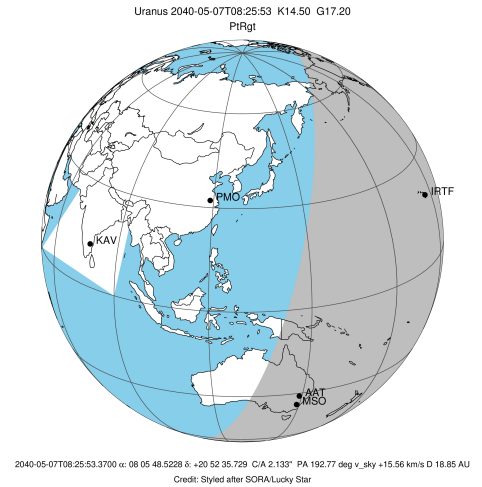 Uranus 2040-05-07T08:25:53 K14.50 G17.20
PtRgt
IRTF
PMO
KAV
AAT
MSO
2040-05-07T08:25:53.3700 α: 08 05 48.5228 δ: +20 52 35.729 C/A 2.133" PA 192.77 deg v_sky +15.56 km/s D 18.85 AU
Credit: Styled after SORA/Lucky Star